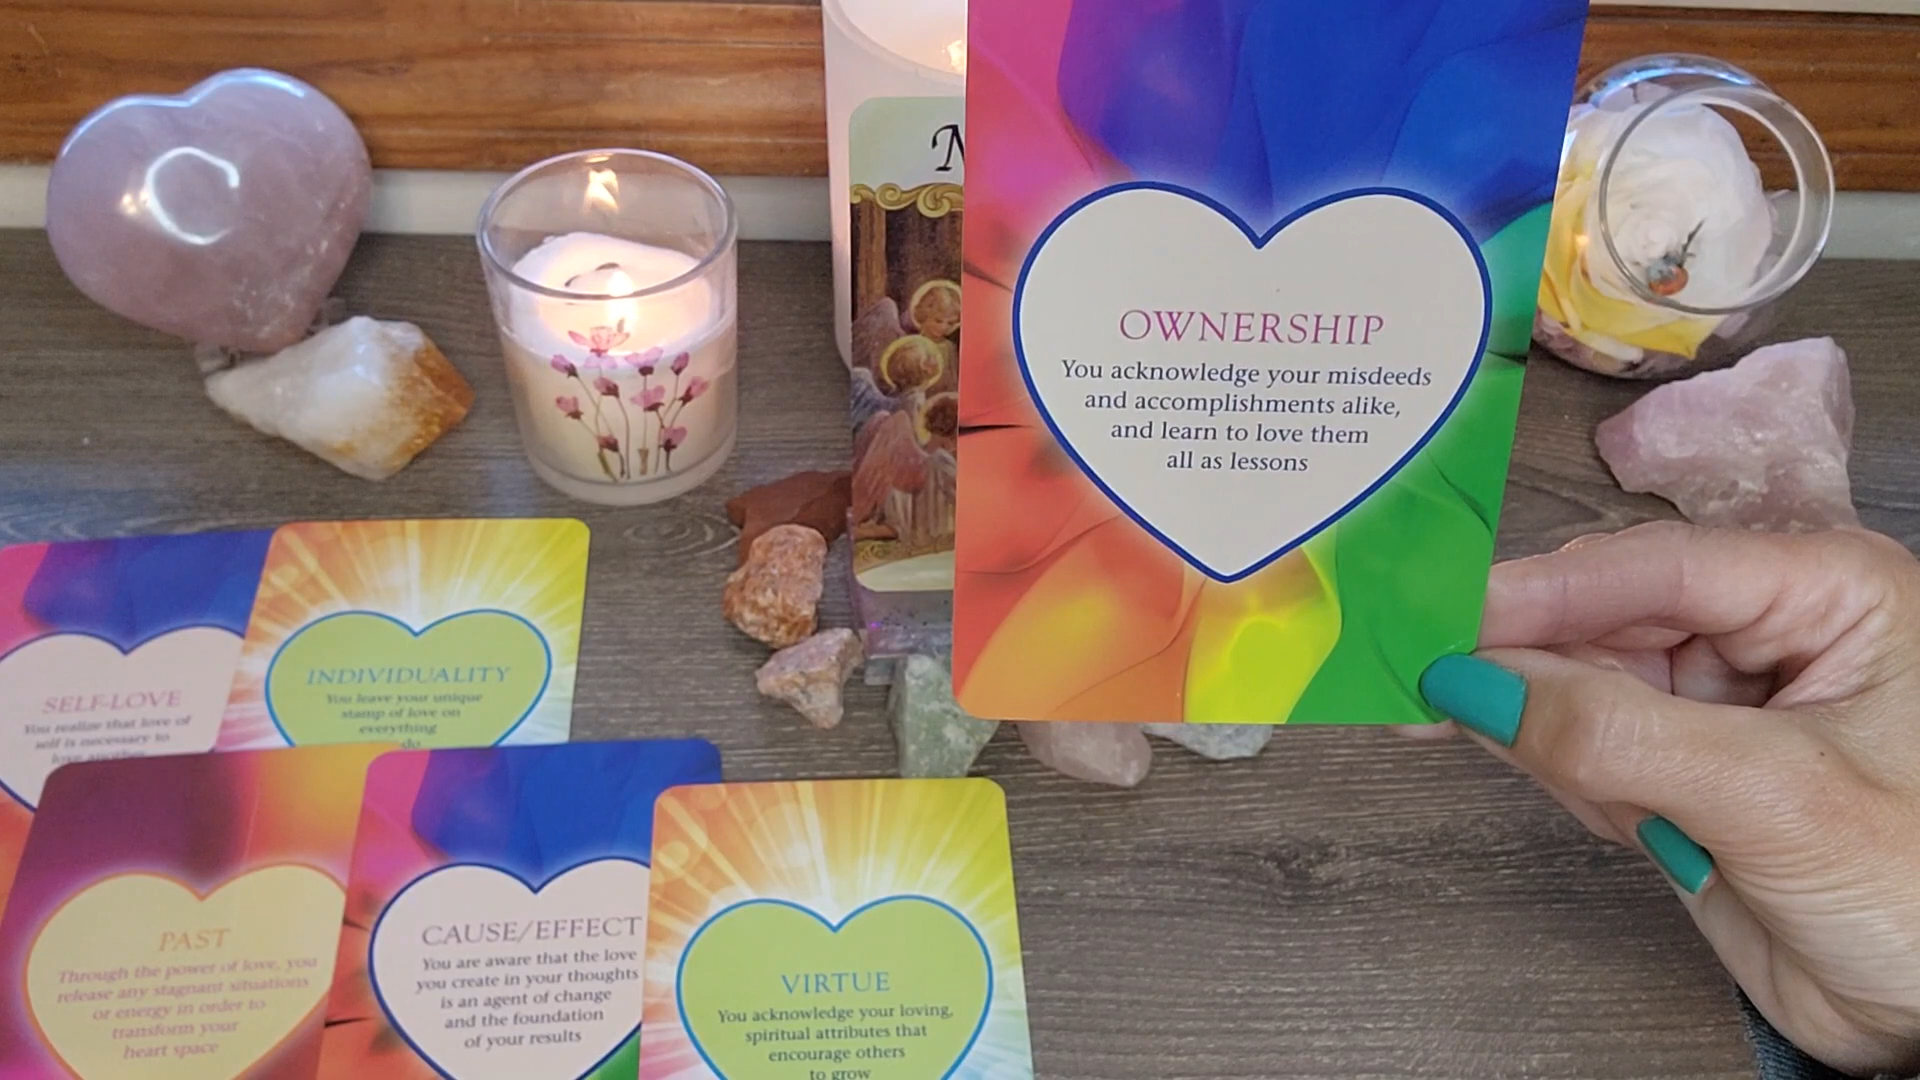 N
OWNERSHIP
You acknowledge your misdeeds
and accomplishments alike,
and learn to love them
all as lessons
SELF-LOVE
You realize that love of
self is necessary to
love another
INDIVIDUALITY
You leave your unique
stamp of love on
everything
do
PAST
Through the power of love, you
release any stagnant situations
or energy in order to
transform your
heart space
CAUSE/EFFECT
You are aware that the love
you create in your thoughts
is an agent of change
and the foundation
of your results
VIRTUE
You acknowledge your loving,
spiritual attributes that
encourage others
to grow